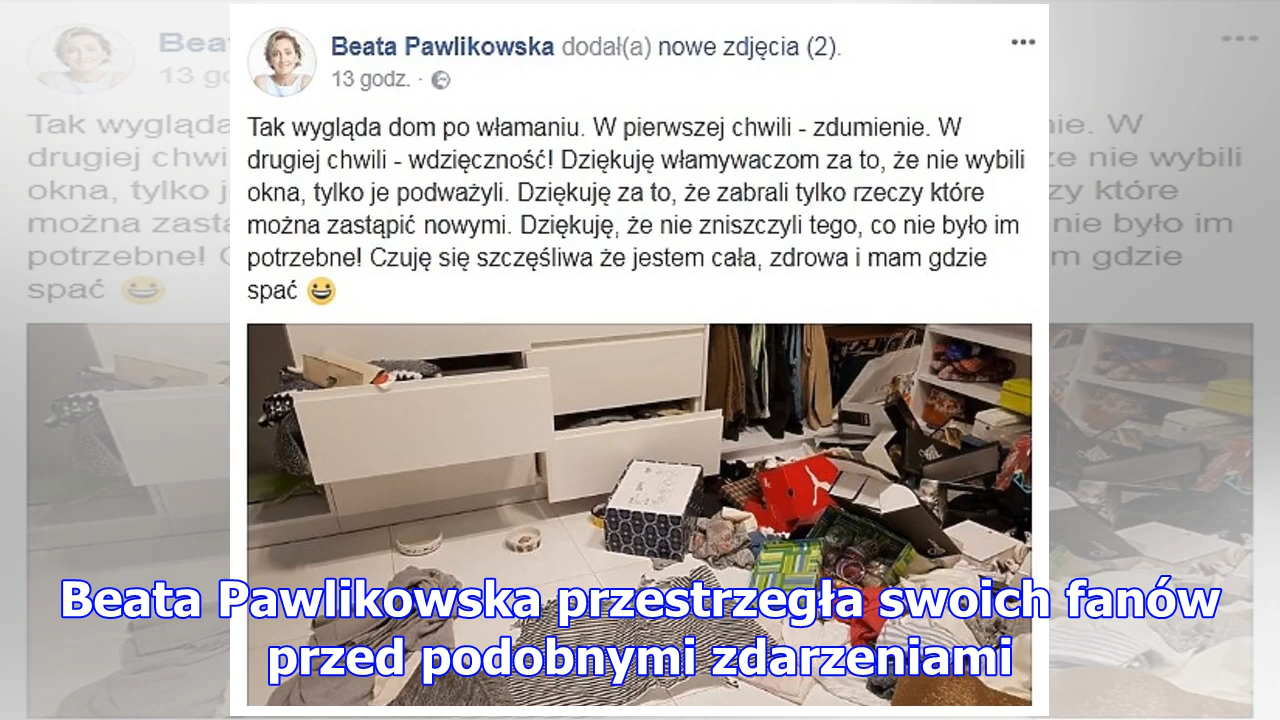 Beata Pawlikowska dodał(a) nowe zdjęcia (2).
13 godz. ·
Tak wygląda dom po włamaniu. W pierwszej chwili - zdumienie. W
drugiej chwili - wdzięczność! Dziękuję włamywaczom za to, że nie wybili
okna, tylko je podważyli. Dziękuję za to, że zabrali tylko rzeczy które
można zastąpić nowymi. Dziękuję, że nie zniszczyli tego, co nie było im
potrzebne! Czuję się szczęśliwa że jestem cała, zdrowa i mam gdzie
spać 😀
Beata Pawlikowska przestrzegła swoich fanów
przed podobnymi zdarzeniami